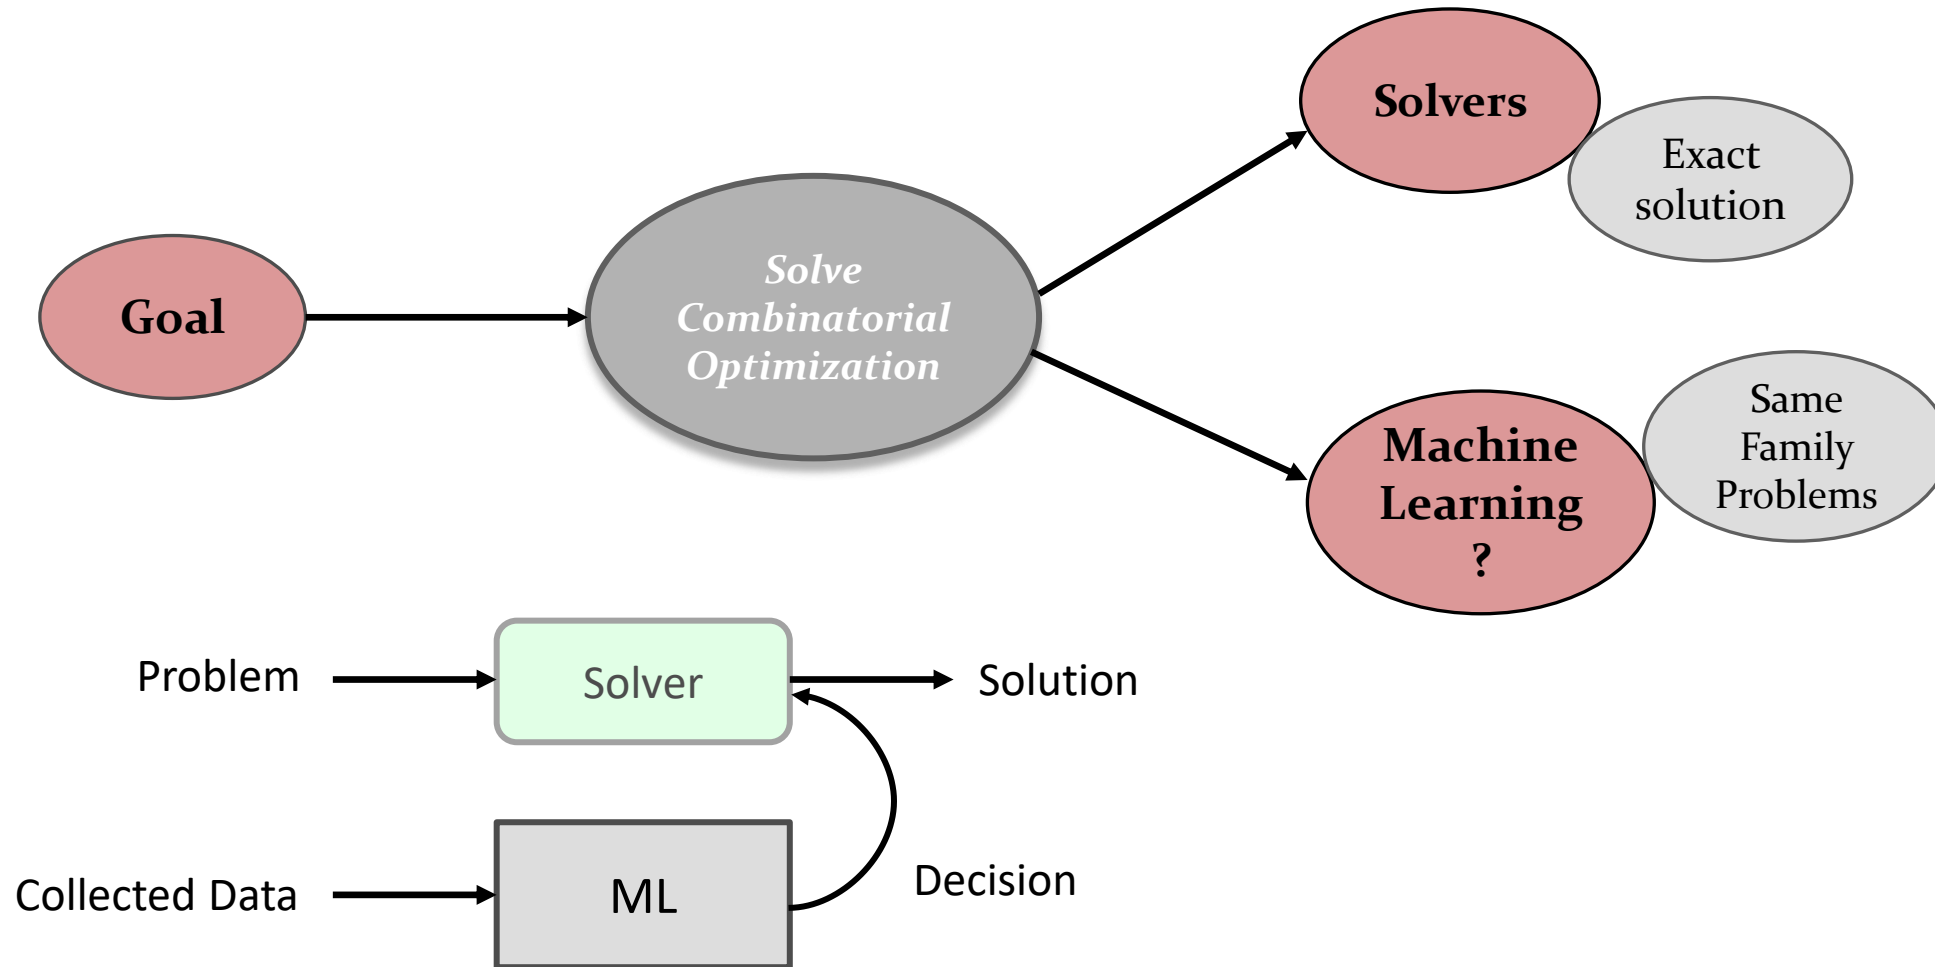 Solvers
Exact
solution
Goal
Solve
Combinatorial
Optimization
Machine
Learning
?
Same
Family
Problems
Problem
Solver
Solution
Collected Data
ML
Decision